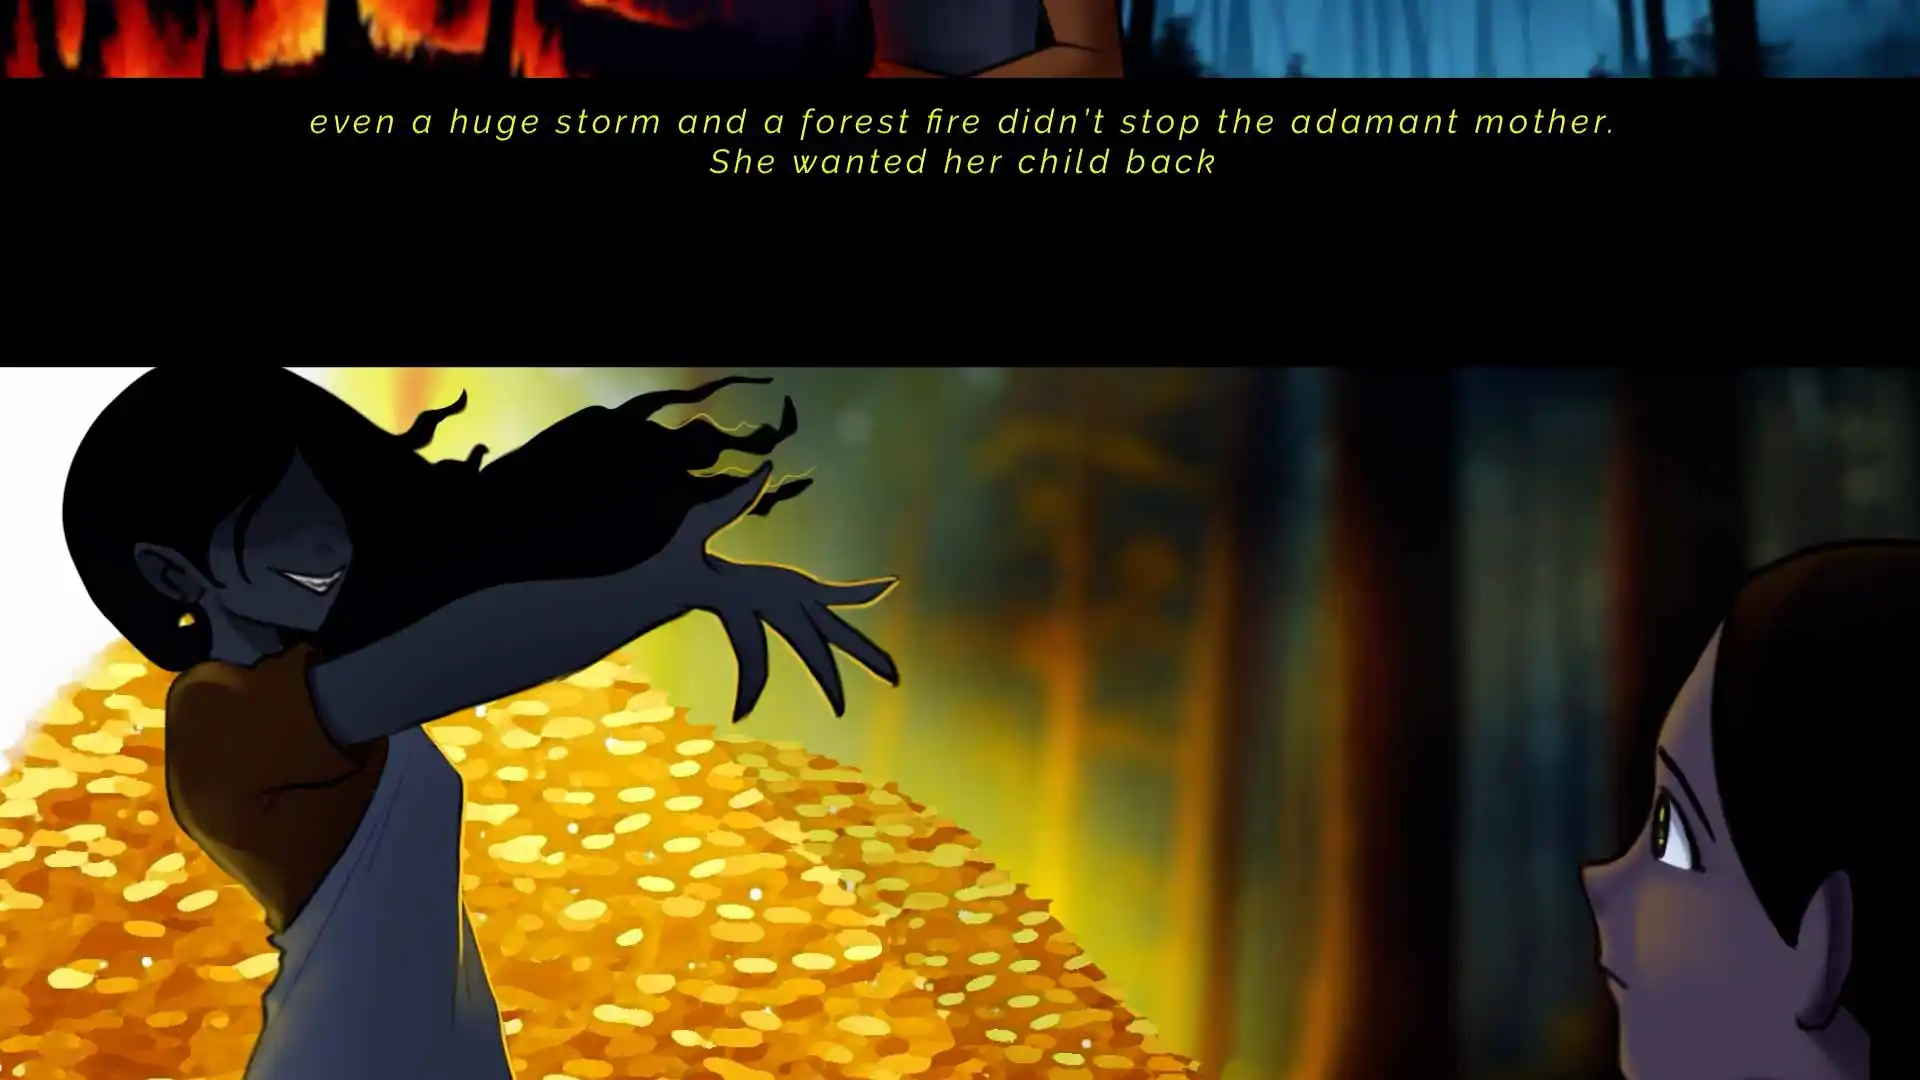 even a huge storm and a forest fire didn't stop the adamant mother.
She wanted her child back